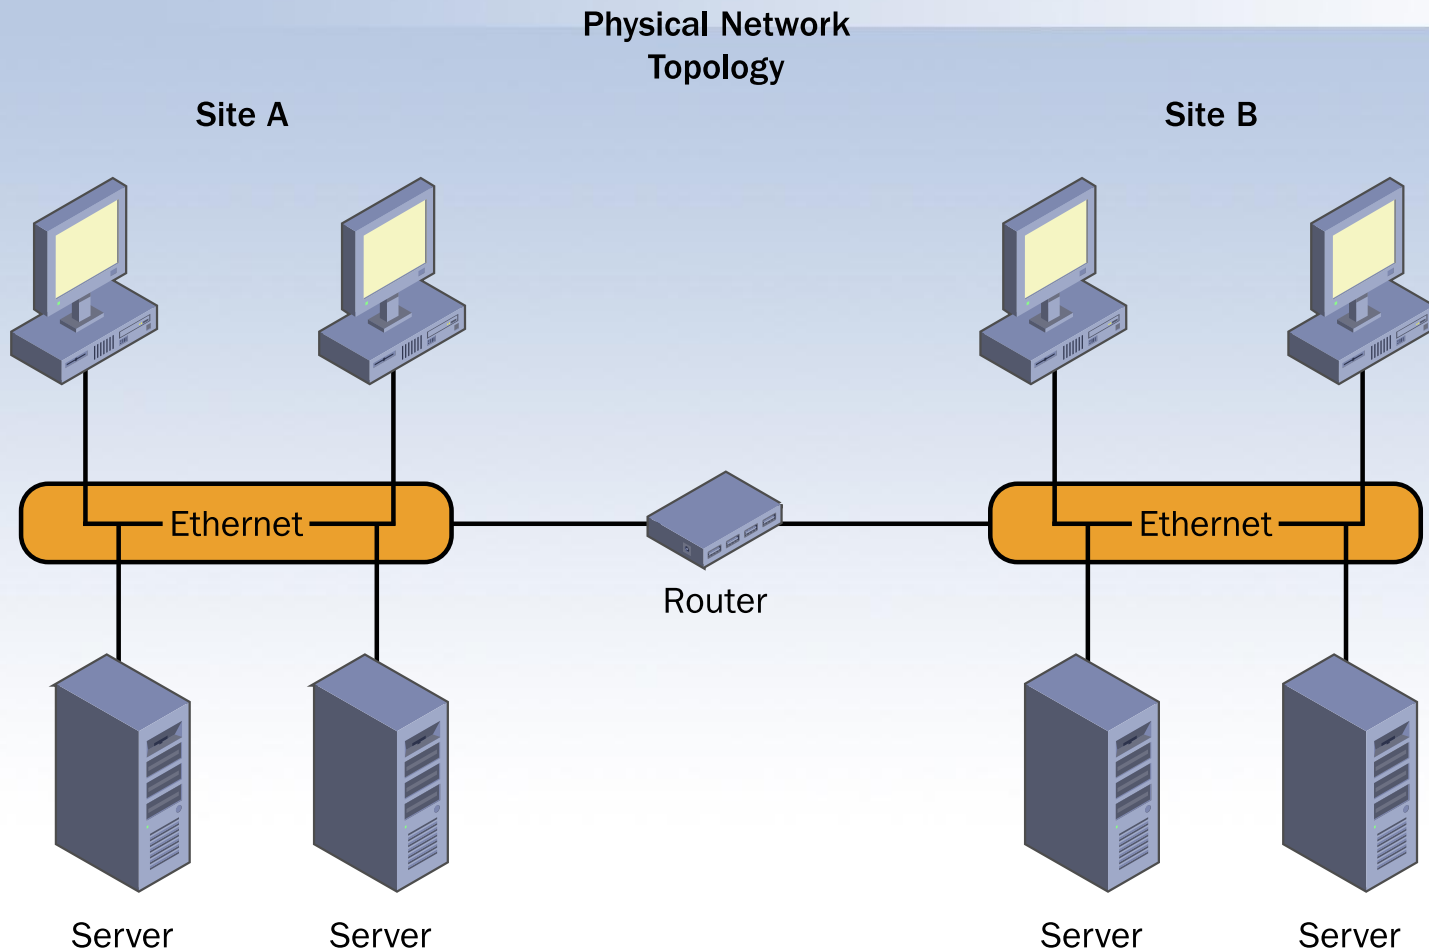 Physical Network
Topology
Site A
Site B
Ethernet
Ethernet
Router
Server
Server
Server
Server